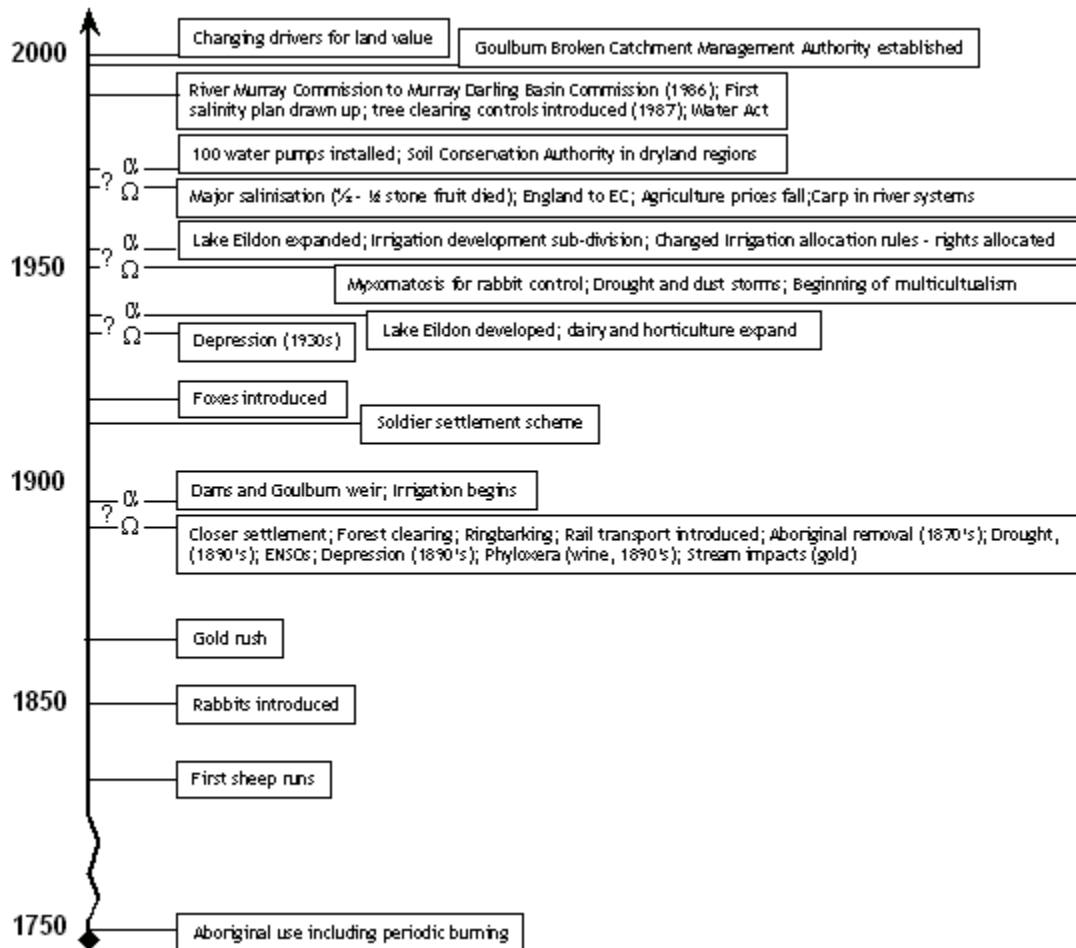 2000
Changing drivers for land value
Goulburn Broken Catchment Management Authority established
River Murray Commission to Murray Darling Basin Commission (1986); First
salinity plan drawn up; tree clearing controls introduced (1987); Water Act
100 water pumps installed; Soil Conservation Authority in dryland regions
α
?
Ω
Major salinisation ( - stone fruit died); England to EC; Agriculture prices fall;Carp in river systems
Lake Eildon expanded; Irrigation development sub-division; Changed Irrigation allocation rules - rights allocated
α
?
1950
Ω
Myxomatosis for rabbit control; Drought and dust storms; Beginning of multicultualism
α
?
Ω
Lake Eildon developed; dairy and horticulture expand
Depression (1930s)
Foxes introduced
Soldier settlement scheme
1900
Dams and Goulburn weir; Irrigation begins
α
?
Ω
Closer settlement; Forest clearing; Ringbarking; Rail transport introduced; Aboriginal removal (1870's); Drought,
(1890's); ENSOs; Depression (1890's); Phyloxera (wine, 1890's); Stream impacts (gold)
Gold rush
1850
Rabbits introduced
First sheep runs
1750
Aboriginal use including periodic burning